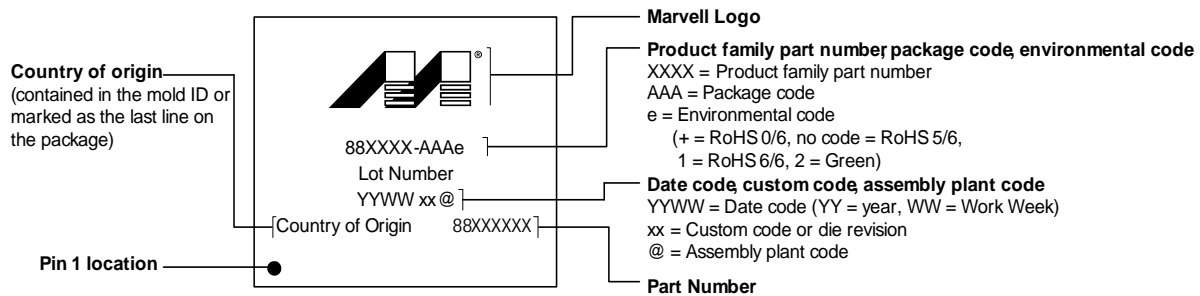 Marvell Logo
Product family part number, package code, environmental code
XXXX = Product family part number
AAA = Package code
e = Environmental code
(+ = RoHS 0/6, no code = RoHS 5/6,
1 = RoHS 6/6, 2 = Green)
Country of origin
(contained in the mold ID or
marked as the last line on
the package)
®
88XXXX-AAAe
Lot Number
YYWW xx @
Country of Origin 88XXXXXX
Date code, custom code, assembly plant code
YYWW = Date code (YY = year, WW = Work Week)
xx = Custom code or die revision
@ = Assembly plant code
Pin 1 location
Part Number